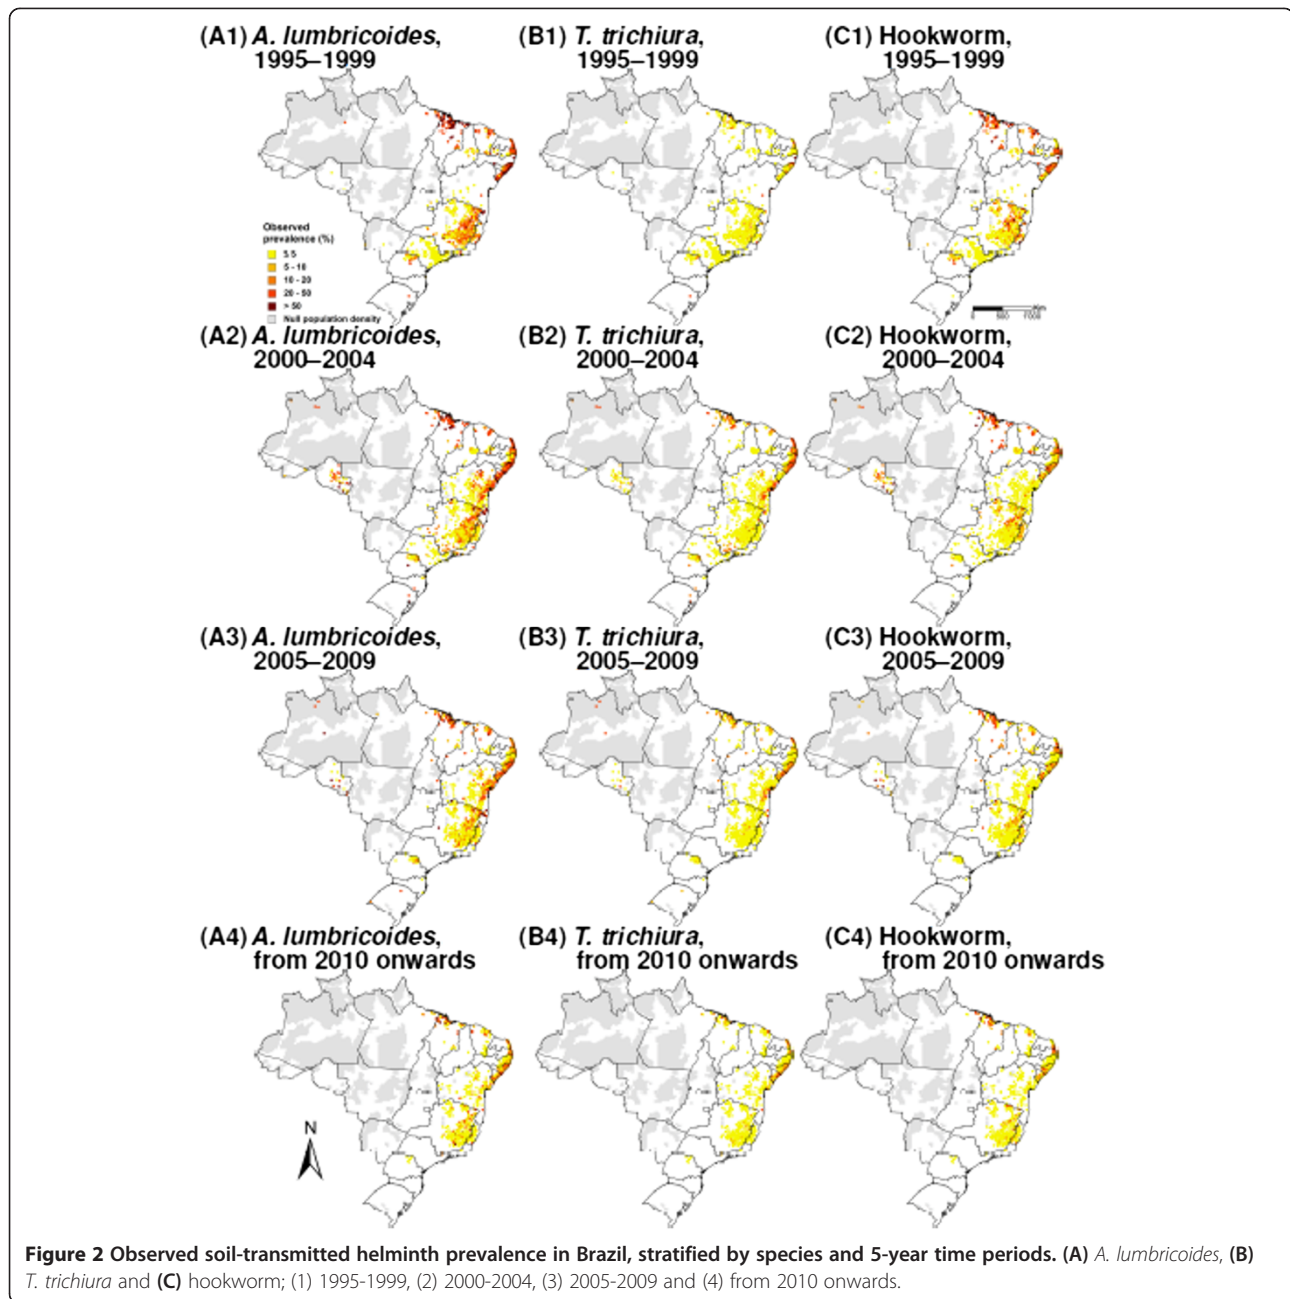 (A1) A. lumbricoides,
1995–1999
(B1) T. trichiura,
1995–1999
(C1) Hookworm,
1995–1999
Observed
prevalence (%)
≤ 5
5 - 10
10 - 20
20 - 50
> 50
Null population density
Km
0 500 1000
(A2) A. lumbricoides,
2000–2004
(B2) T. trichiura,
2000–2004
(C2) Hookworm,
2000–2004
(A3) A. lumbricoides,
2005–2009
(B3) T. trichiura,
2005–2009
(C3) Hookworm,
2005–2009
(A4) A. lumbricoides,
from 2010 onwards
(B4) T. trichiura,
from 2010 onwards
(C4) Hookworm,
from 2010 onwards
N
Figure 2 Observed soil-transmitted helminth prevalence in Brazil, stratified by species and 5-year time periods. (A) A. lumbricoides, (B)
T. trichiura and (C) hookworm; (1) 1995-1999, (2) 2000-2004, (3) 2005-2009 and (4) from 2010 onwards.